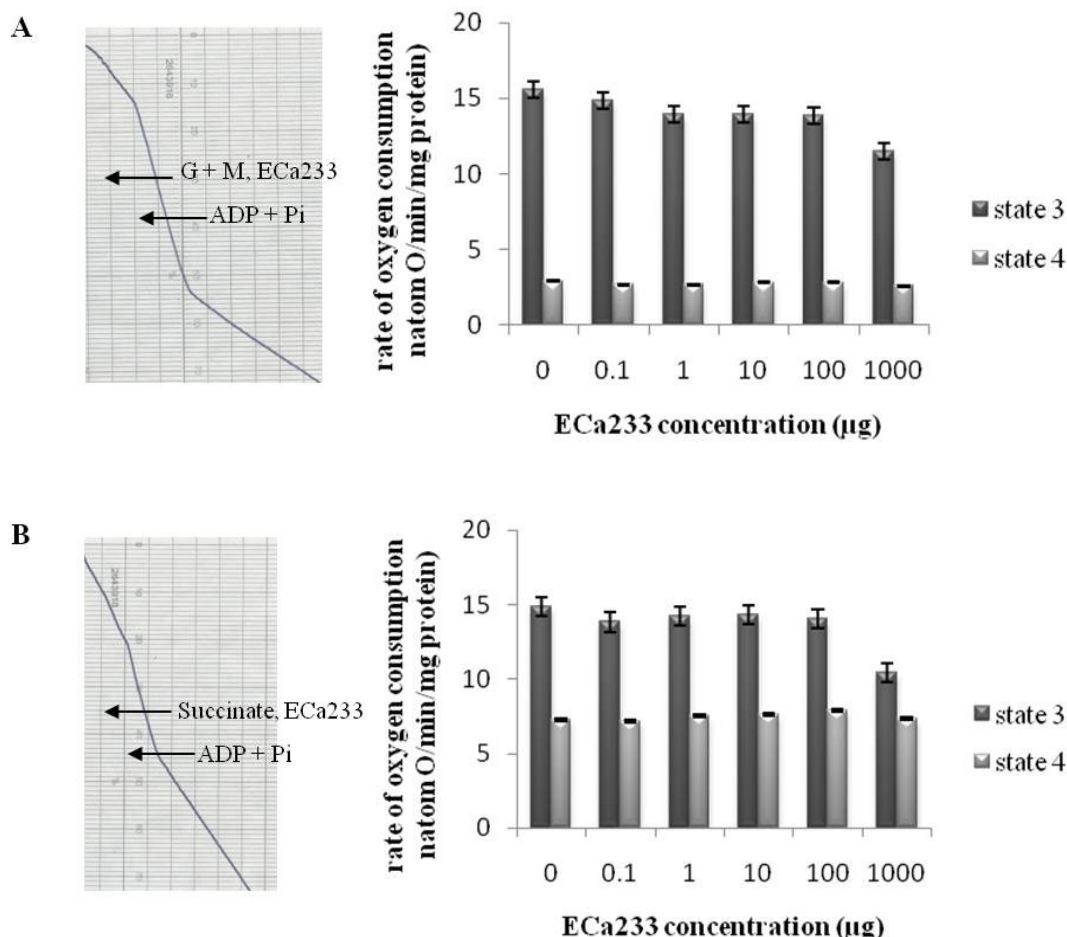 A
2643918
G + M, ECa233
ADP + Pi
rate of oxygen consumption
natom O/min/mg protein)
20
15
10
5
0
0 0.1 1 10 100 1000
ECa233 concentration (µg)
state 3
state 4
B
2643918
Succinate, ECa233
ADP + Pi
rate of oxygen consumption
natom O/min/mg protein)
20
15
10
5
0
0 0.1 1 10 100 1000
ECa233 concentration (µg)
state 3
state 4